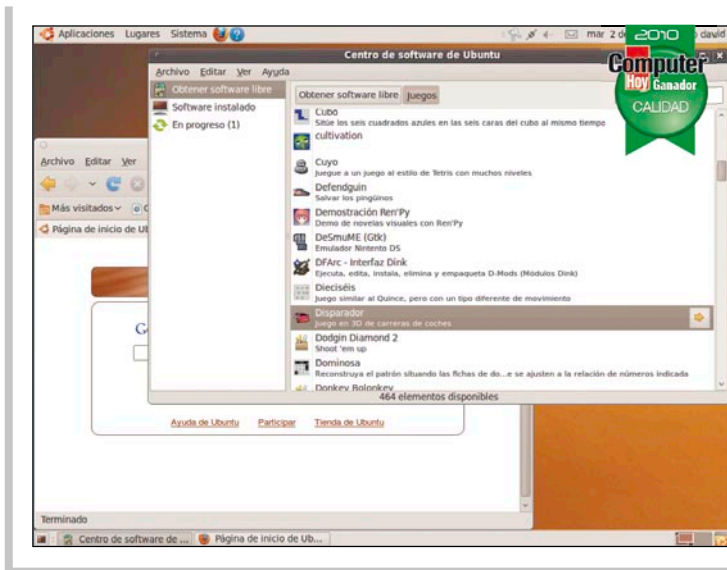 Aplicaciones Lugares Sistema
mar 2 de
david
2010
Computer
Hoy Ganador
CALIDAD
Centro de software de Ubuntu
Archivo Editar Ver Ayuda
Obtener software libre
Software instalado
En progreso (1)
Obtener software libre Juegos
Cubo
Sitúe los seis cuadrados azules en las seis caras del cubo al mismo tiempo
cultivation
Cuyo
Juegue a un juego al estilo de Tetris con muchos niveles
Defendguin
Salvar los pingüinos
Demostración Ren'Py
Demo de novelas visuales con Ren'Py
DeSmuME (Gtk)
Emulador Nintento DS
DFArc - Interfaz Dink
Ejecuta, edita, instala, elimina y empaqueta D-Mods (Módulos Dink)
Dieciséis
Juego similar al Quince, pero con un tipo diferente de movimiento
Disparador
Juego en 3D de carreras de coches
Dodgin Diamond 2
Shoot 'em up
Dominosa
Reconstruya el patrón situando las fichas de do...e se ajusten a la relación de números indicada
Donkey Bolonkey
464 elementos disponibles
Archivo Editar Ver
Más visitados
Página de inicio de Ub
G
Ayuda de Ubuntu Participar Tienda de Ubuntu
Terminado
Centro de software de ... Página de inicio de Ub...